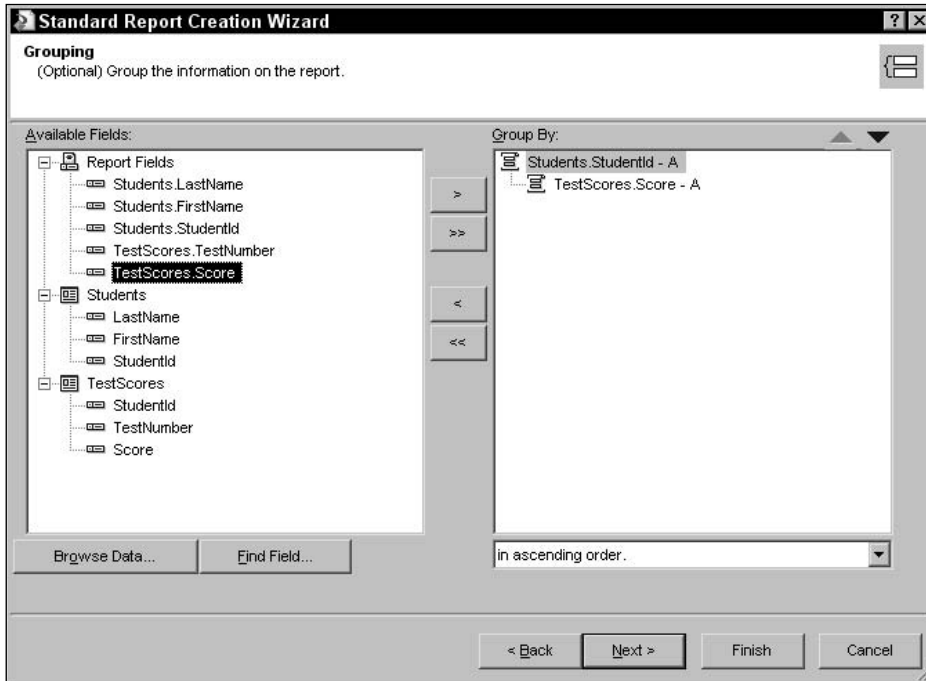 Standard Report Creation Wizard
Grouping
(Optional) Group the information on the report.
Available Fields:
Report Fields
Students.LastName
Students.FirstName
Students.StudentId
TestScores.TestNumber
TestScores.Score
Students
LastName
FirstName
StudentId
TestScores
StudentId
TestNumber
Score
Browse Data...
Find Field...
>
>>
<
<<
Group By:
Students.StudentId - A
TestScores.Score - A
in ascending order.
< Back
Next >
Finish
Cancel